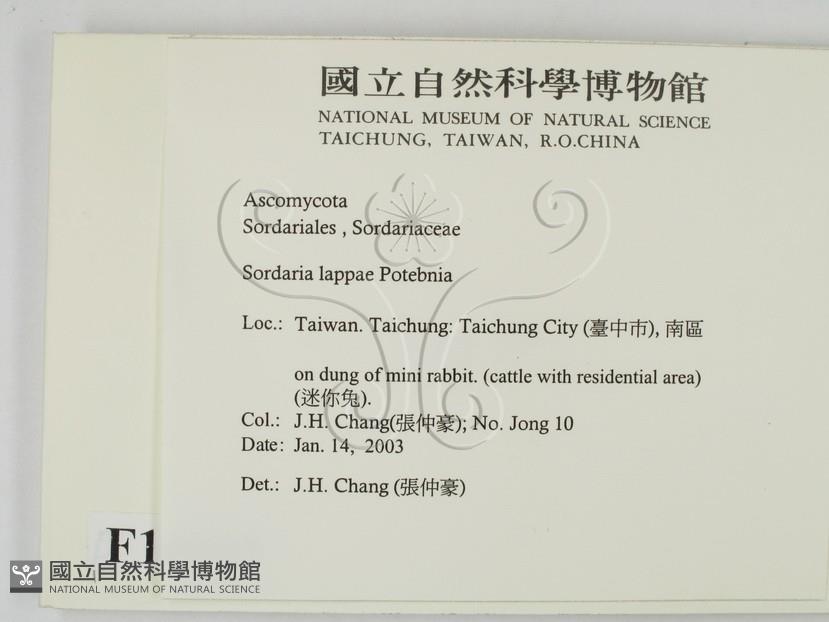 國立自然科學博物館
NATIONAL MUSEUM OF NATURAL SCIENCE
TAICHUNG, TAIWAN, R.O.CHINA
Ascomycota
Sordariales , Sordariaceae
Sordaria lappae Potebnia
Loc.: Taiwan. Taichung: Taichung City (臺中市), 南區
on dung of mini rabbit. (cattle with residential area)
(迷你兔).
Col.: J.H. Chang(張仲豪); No. Jong 10
Date: Jan. 14, 2003
Det.: J.H. Chang (張仲豪)
F1
國立自然科學博物館
NATIONAL MUSEUM OF NATURAL SCIENCE